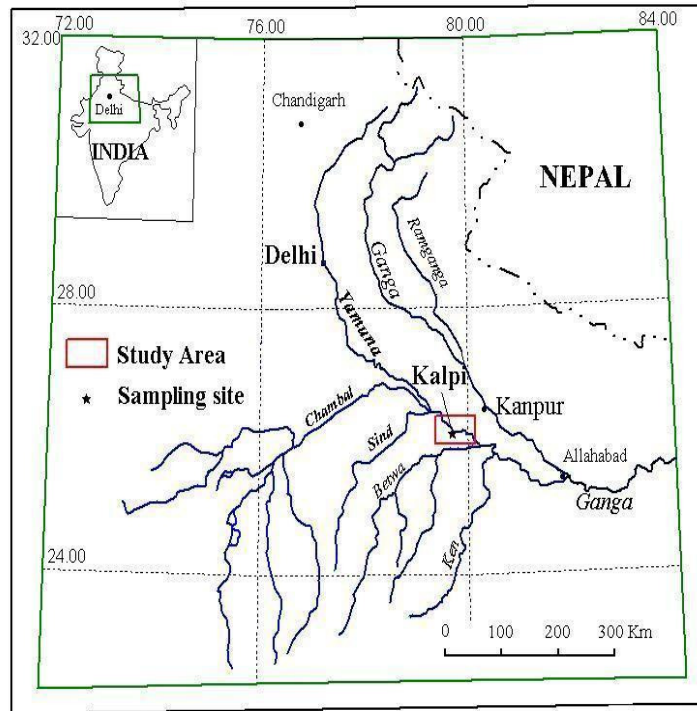 72.00
76.00
80.00
84.00
32.00
Chandigarh
Delhi
INDIA
NEPAL
Delhi
Ganga
Ramganga
28.00
Yamuna
Study Area
Kalpi
Sampling site
Chambal
Kanpur
Sind
Betwa
Allahabad
Ganga
Ken
24.00
0 100 200 300 Km